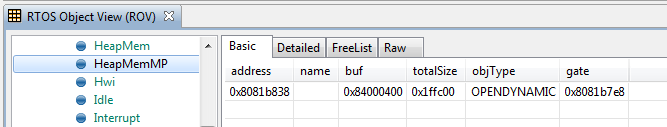 RTOS Object View (ROV)
HeapMem
HeapMemMP
Hwi
Idle
Interrupt
Basic Detailed FreeList Raw
address name buf totalSize objType gate
0x8081b838 0x84000400 0x1ffc00 OPENDYNAMIC 0x8081b7e8